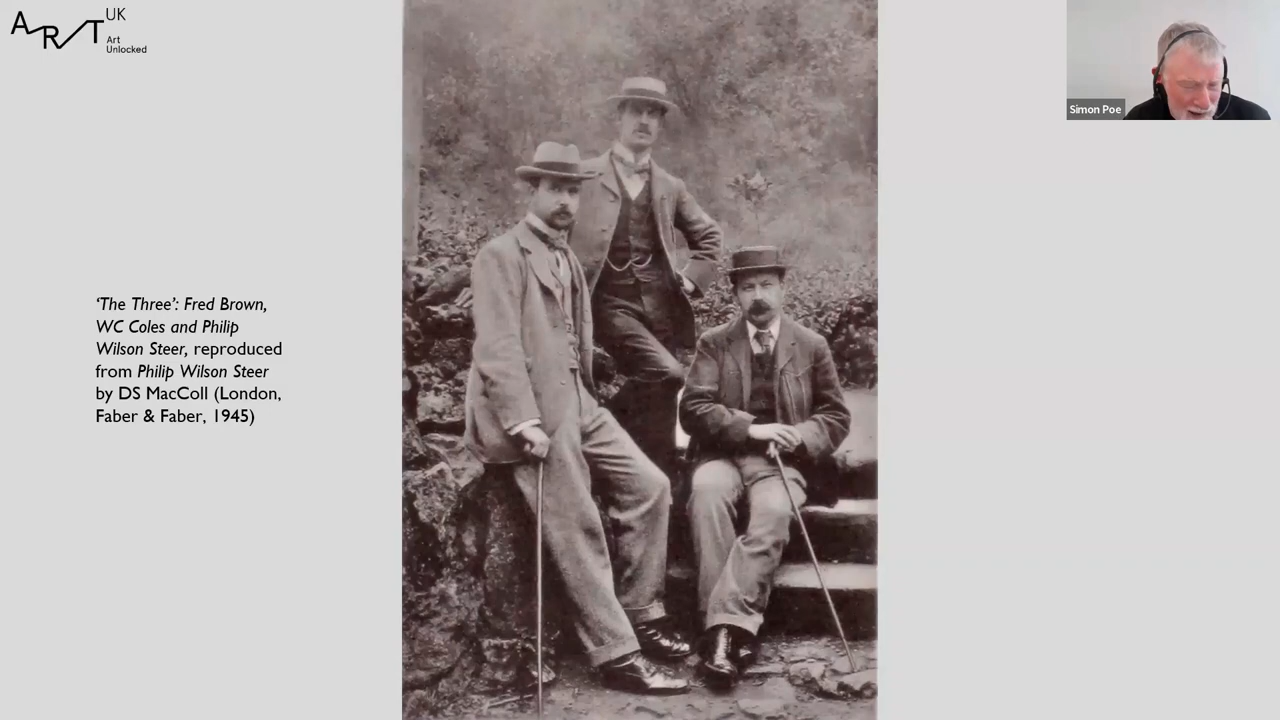 ART UK
Art
Unlocked
Simon Poe
‘The Three’: Fred Brown,
WC Coles and Philip
Wilson Steer, reproduced
from Philip Wilson Steer
by DS MacColl (London,
Faber & Faber, 1945)